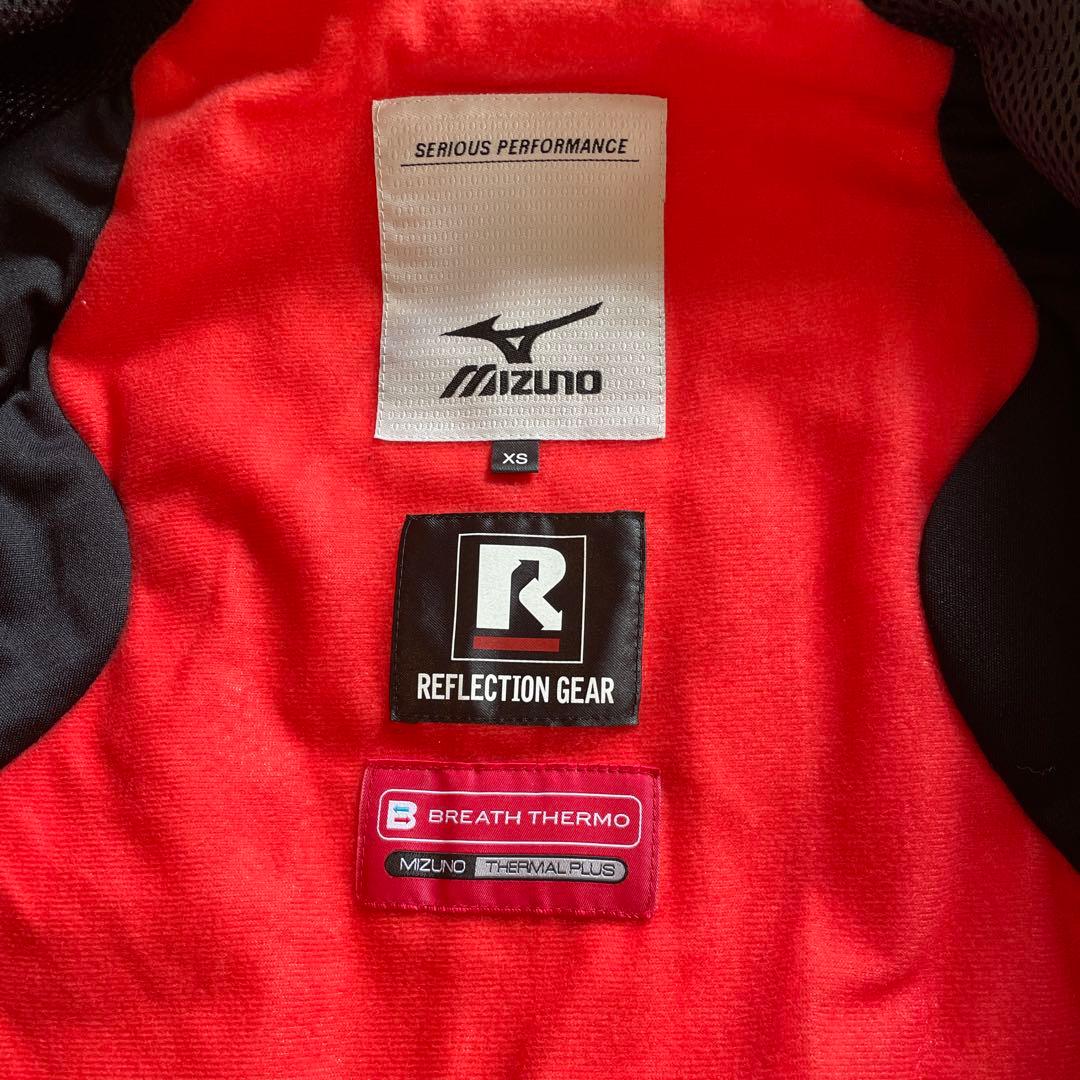 SERIOUS PERFORMANCE
MIZUNO
XS
R
REFLECTION GEAR
B BREATH THERMO
MIZUNO THERMAL PLUS